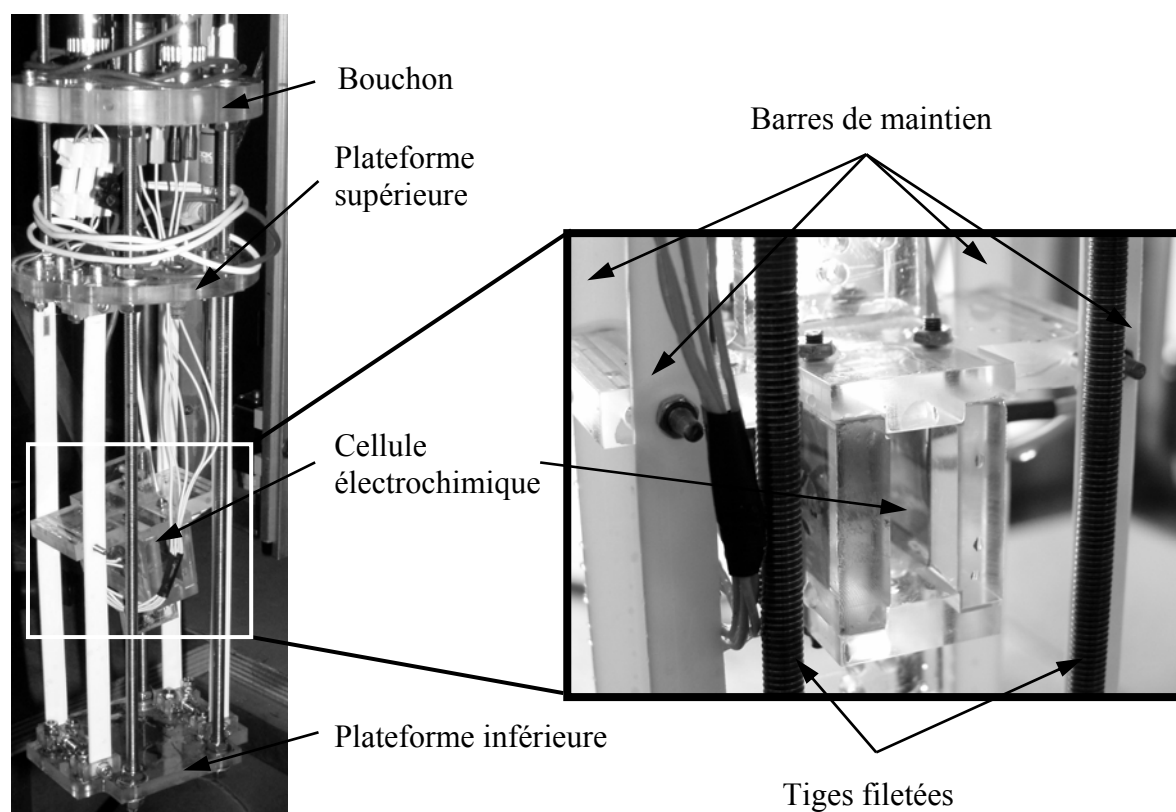 Bouchon
Barres de maintien
Plateforme
supérieure
Cellule
électrochimique
Plateforme inférieure
Tiges filetées